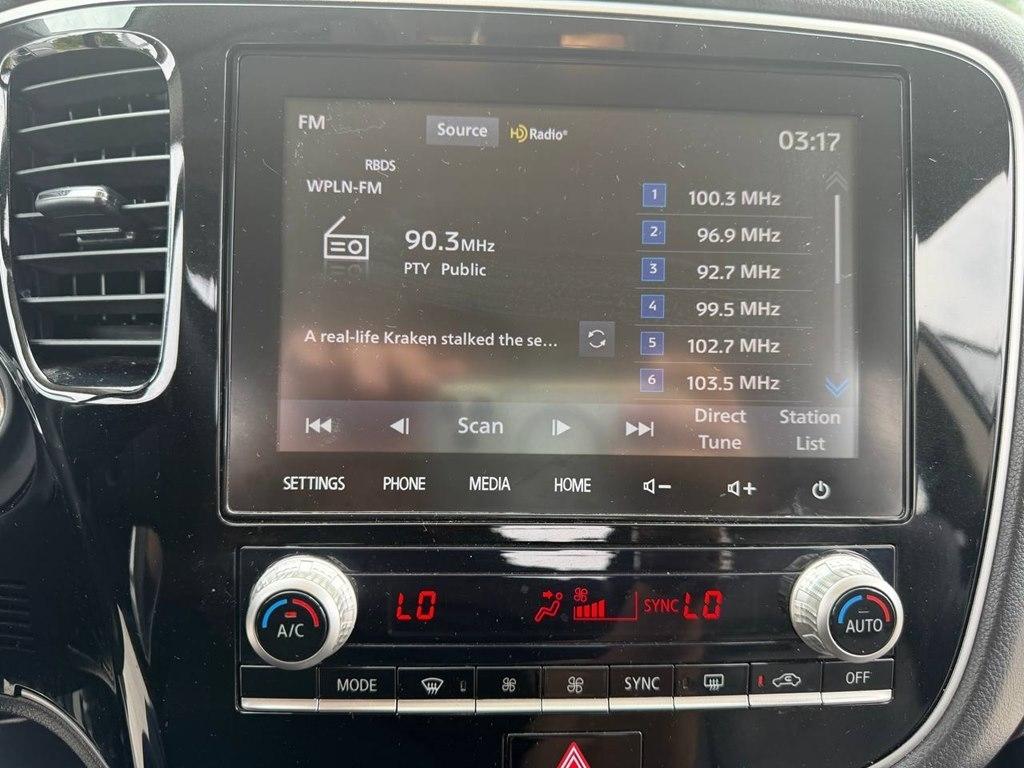 FM
Source
HD Radio®
03:17
RBDS
WPLN-FM
90.3MHz
PTY Public
A real-life Kraken stalked the se...
1 100.3 MHz
2 96.9 MHz
3 92.7 MHz
4 99.5 MHz
5 102.7 MHz
6 103.5 MHz
Scan
Direct
Tune
Station
List
SETTINGS
PHONE
MEDIA
HOME
A/C
LO
SYNC LO
AUTO
MODE
SYNC
OFF